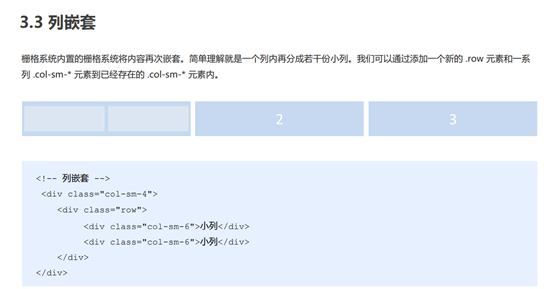 3.3 列嵌套
栅格系统内置的栅格系统将内容再次嵌套。简单理解就是一个列内再分成若干份小列。我们可以通过添加一个新的 .row 元素和一系
列 .col-sm-* 元素到已经存在的 .col-sm-* 元素内。
2 3
<!-- 列嵌套 -->
<div class="col-sm-4">
<div class="row">
<div class="col-sm-6">小列</div>
<div class="col-sm-6">小列</div>
</div>
</div>